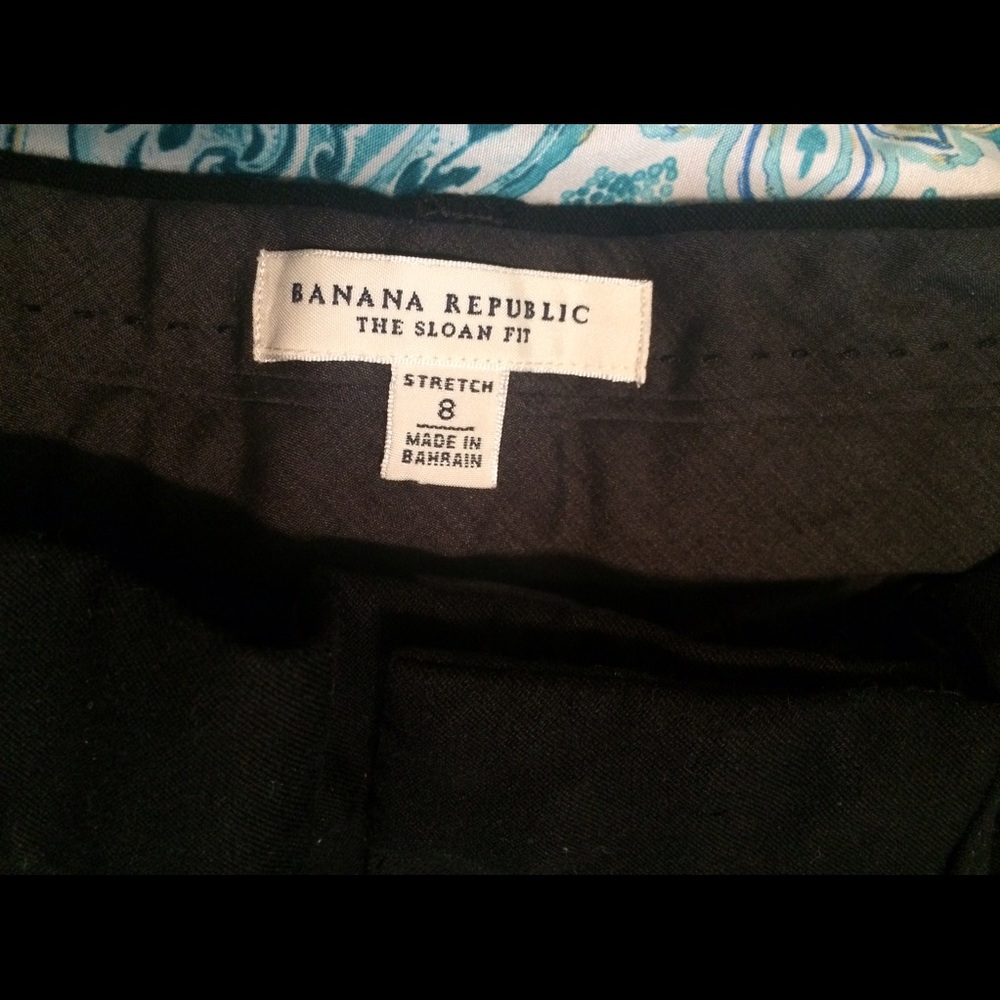 BANANA REPUBLIC
THE SLOAN FIT
STRETCH
8
MADE IN
BAHRAIN